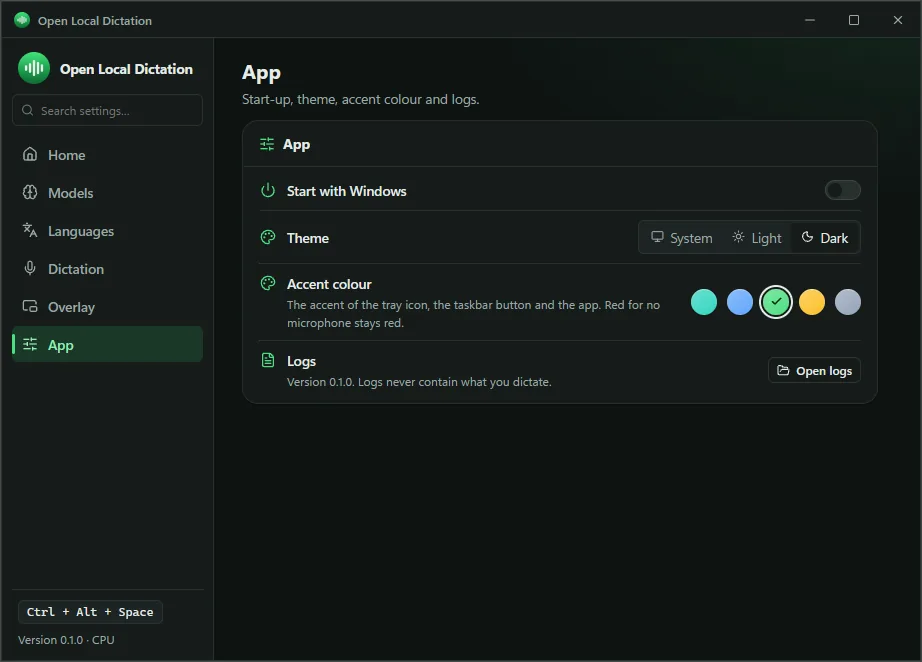 Open Local Dictation
Open Local Dictation
Search settings...
Home
Models
Languages
Dictation
Overlay
App
Ctrl + Alt + Space
Version 0.1.0 · CPU
App
Start-up, theme, accent colour and logs.
App
Start with Windows
Theme
System
Light
Dark
Accent colour
The accent of the tray icon, the taskbar button and the app. Red for no
microphone stays red.
Logs
Version 0.1.0. Logs never contain what you dictate.
Open logs